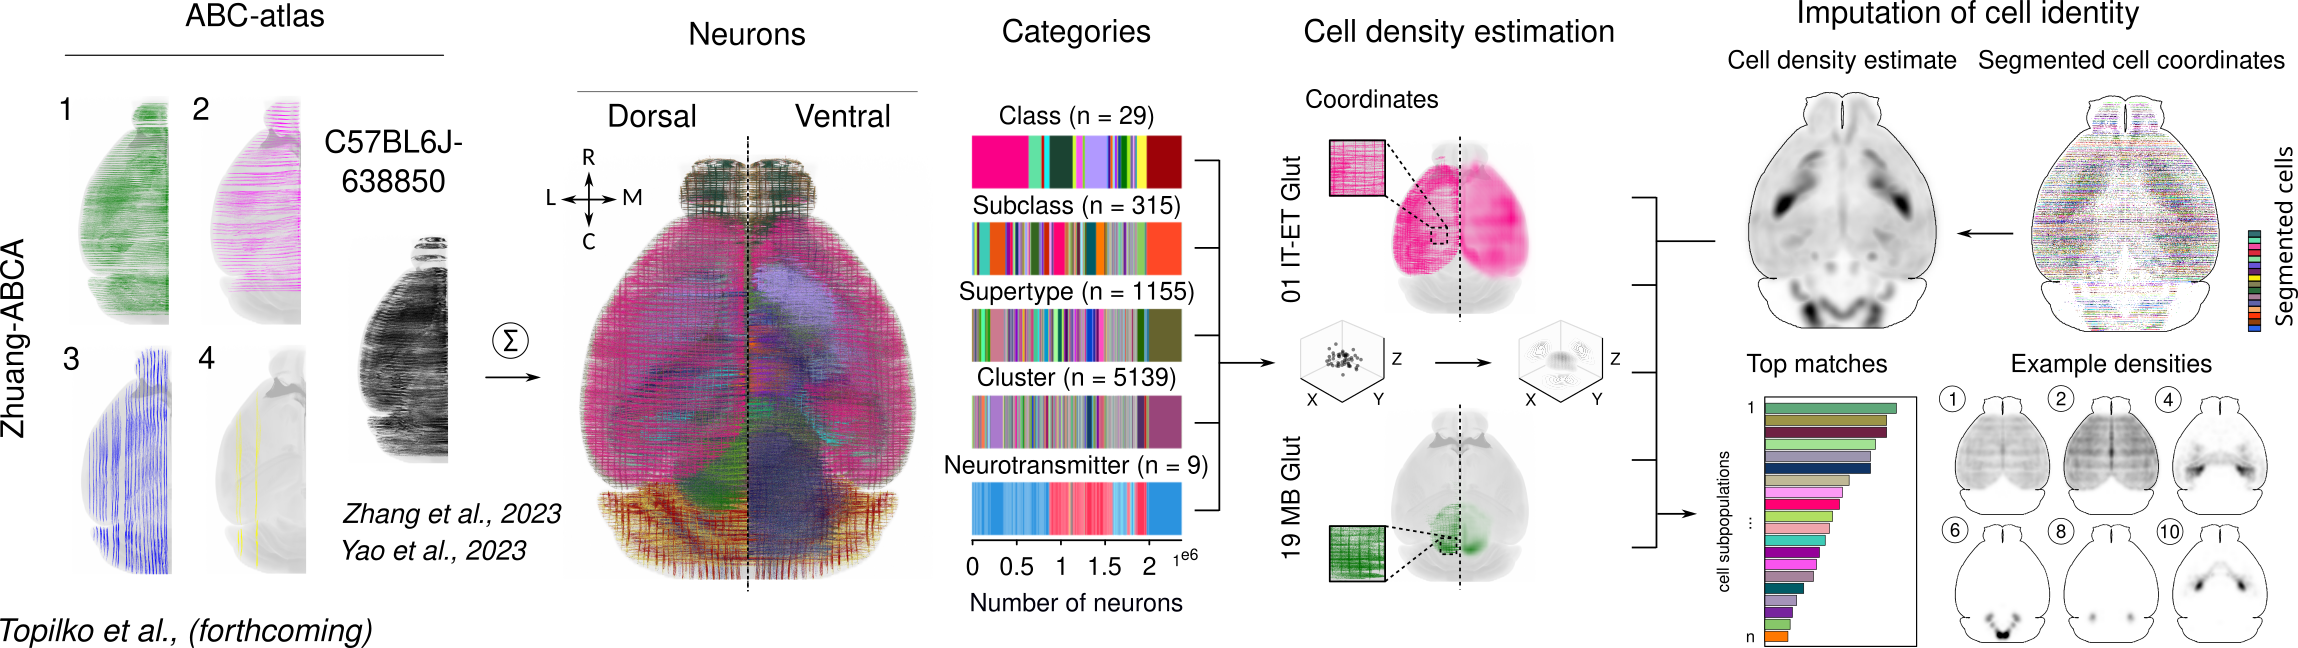 ABC-atlas
1
2
C57BL6J-
638850
3
4
Zhuang-ABCA
Σ
Zhang et al., 2023
Yao et al., 2023
Topilko et al., (forthcoming)
Neurons
Dorsal
Ventral
R
L
M
C
Categories
Class (n = 29)
Subclass (n = 315)
Supertype (n = 1155)
Cluster (n = 5139)
Neurotransmitter (n = 9)
0 0.5 1 1.5 2 1e6
Number of neurons
Cell density estimation
Coordinates
01 IT-ET Glut
Z
X
Y
Z
X
Y
19 MB Glut
Imputation of cell identity
Cell density estimate
Segmented cell coordinates
Segmented cells
Top matches
1
...
n
cell subpopulations
Example densities
1
2
4
6
8
10